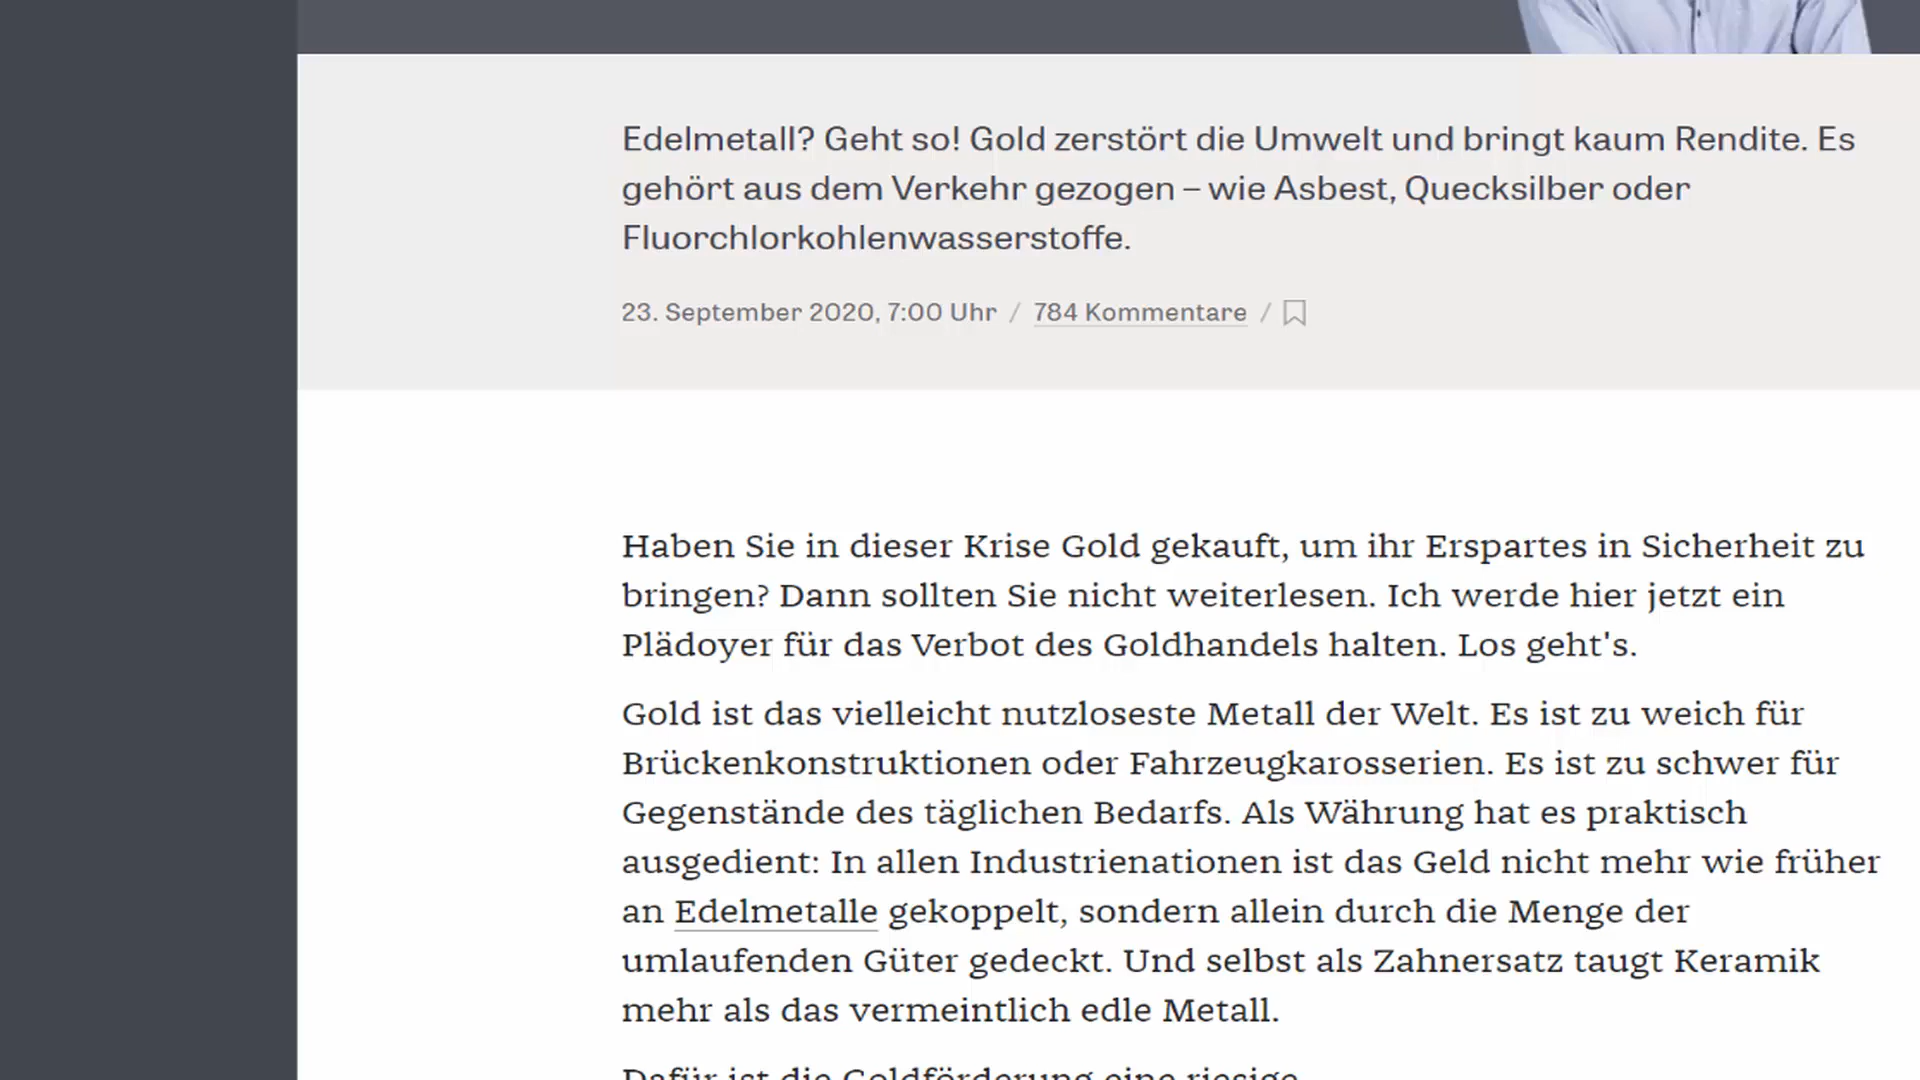 Edelmetall? Geht so! Gold zerstört die Umwelt und bringt kaum Rendite. Es
gehört aus dem Verkehr gezogen – wie Asbest, Quecksilber oder
Fluorchlorkohlenwasserstoffe.
23. September 2020, 7:00 Uhr / 784 Kommentare /
Haben Sie in dieser Krise Gold gekauft, um ihr Erspartes in Sicherheit zu
bringen? Dann sollten Sie nicht weiterlesen. Ich werde hier jetzt ein
Plädoyer für das Verbot des Goldhandels halten. Los geht's.
Gold ist das vielleicht nutzloseste Metall der Welt. Es ist zu weich für
Brückenkonstruktionen oder Fahrzeugkarosserien. Es ist zu schwer für
Gegenstände des täglichen Bedarfs. Als Währung hat es praktisch
ausgedient: In allen Industrienationen ist das Geld nicht mehr wie früher
an Edelmetalle gekoppelt, sondern allein durch die Menge der
umlaufenden Güter gedeckt. Und selbst als Zahnersatz taugt Keramik
mehr als das vermeintlich edle Metall.
Dafür ist die Goldförderung eine riesige